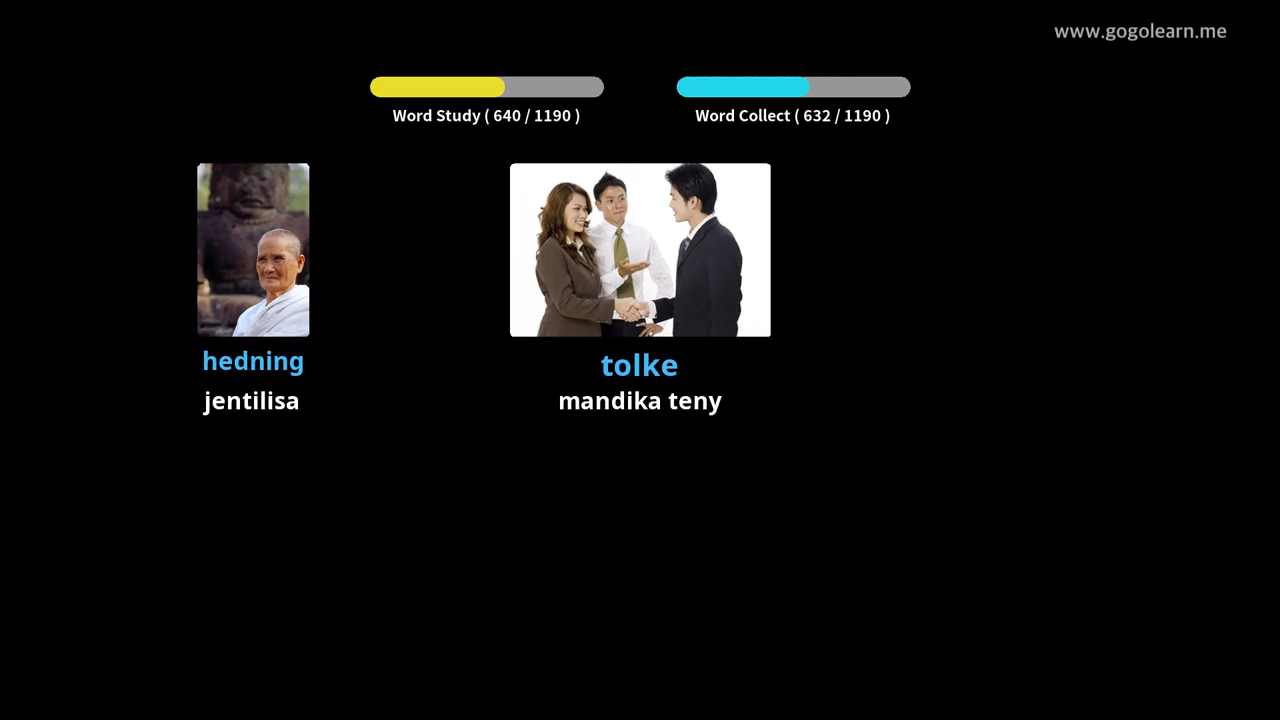 www.gogolearn.me
Word Study ( 640 / 1190 )
Word Collect ( 632 / 1190 )
hedning
jentilisa
tolke
mandika teny